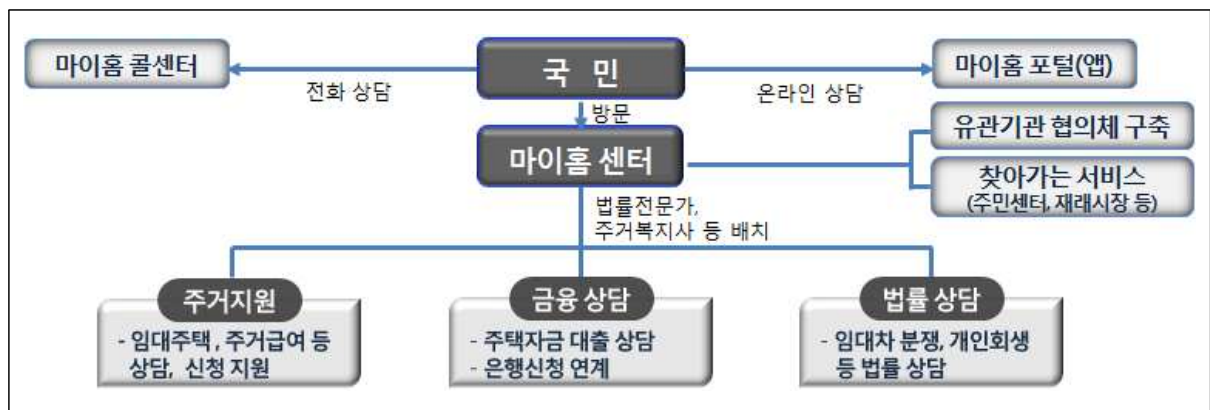 국 민
마이홈 콜센터
마이홈 포털(앱)
전화 상담
온라인 상담
방문
마이홈 센터
유관기관 협의체 구축
찾아가는 서비스
(주민센터, 재래시장 등)
법률전문가,
주거복지사 등 배치
주거지원
- 임대주택, 주거급여 등
상담, 신청 지원
금융 상담
- 주택자금 대출 상담
- 은행신청 연계
법률 상담
- 임대차 분쟁, 개인회생
등 법률 상담